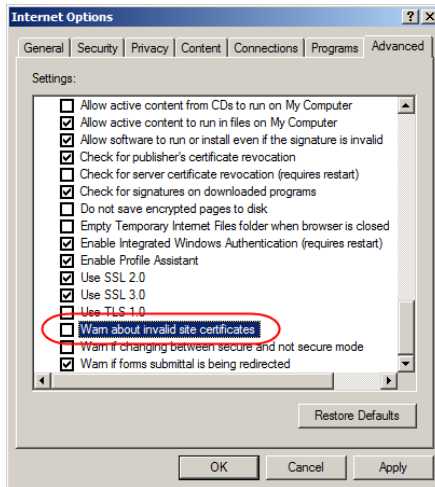 Internet Options
General Security Privacy Content Connections Programs Advanced
Settings:
Allow active content from CDs to run on My Computer
Allow active content to run in files on My Computer
Allow software to run or install even if the signature is invalid
Check for publisher's certificate revocation
Check for server certificate revocation (requires restart)
Check for signatures on downloaded programs
Do not save encrypted pages to disk
Empty Temporary Internet Files folder when browser is closed
Enable Integrated Windows Authentication (requires restart)
Enable Profile Assistant
Use SSL 2.0
Use SSL 3.0
Use TLS 1.0
Warn about invalid site certificates
Warn if changing between secure and not secure mode
Warn if forms submittal is being redirected
Restore Defaults
OK Cancel Apply